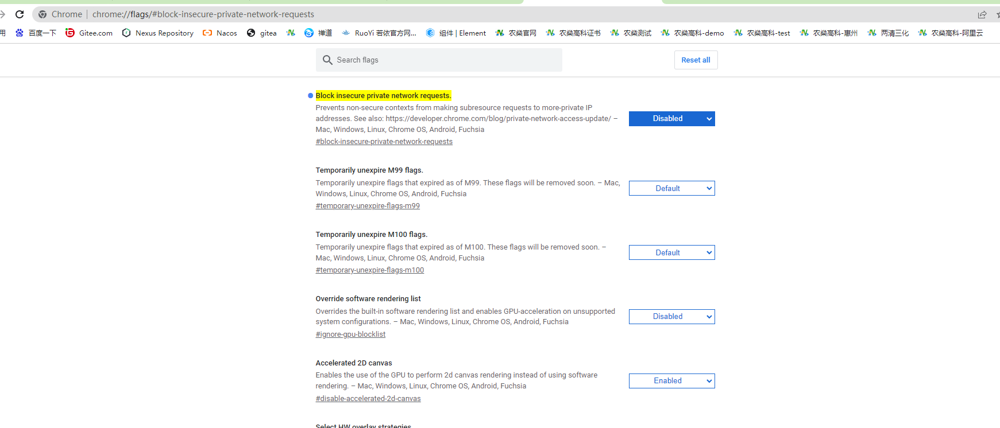 Chrome | chrome://flags/#block-insecure-private-network-requests
用 百度一下 Gitee.com Nexus Repository Nacos gitea 禅道 RuoYi 若依官方网... 组件 | Element 农燊官网 农燊高科证书 农燊测试 农燊高科-demo 农燊高科-test 农燊高科-惠州 两清三化 农燊高科-阿里云
Search flags
Reset all
Block insecure private network requests.
Prevents non-secure contexts from making subresource requests to more-private IP
addresses. See also: https://developer.chrome.com/blog/private-network-access-update/ –
Mac, Windows, Linux, Chrome OS, Android, Fuchsia
#block-insecure-private-network-requests
Disabled
Temporarily unexpire M99 flags.
Temporarily unexpire flags that expired as of M99. These flags will be removed soon. – Mac,
Windows, Linux, Chrome OS, Android, Fuchsia
#temporary-unexpire-flags-m99
Default
Temporarily unexpire M100 flags.
Temporarily unexpire flags that expired as of M100. These flags will be removed soon. –
Mac, Windows, Linux, Chrome OS, Android, Fuchsia
#temporary-unexpire-flags-m100
Default
Override software rendering list
Overrides the built-in software rendering list and enables GPU-acceleration on unsupported
system configurations. – Mac, Windows, Linux, Chrome OS, Android, Fuchsia
#ignore-gpu-blocklist
Disabled
Accelerated 2D canvas
Enables the use of the GPU to perform 2d canvas rendering instead of using software
rendering. – Mac, Windows, Linux, Chrome OS, Android, Fuchsia
#disable-accelerated-2d-canvas
Enabled
Select HW overlay strategies